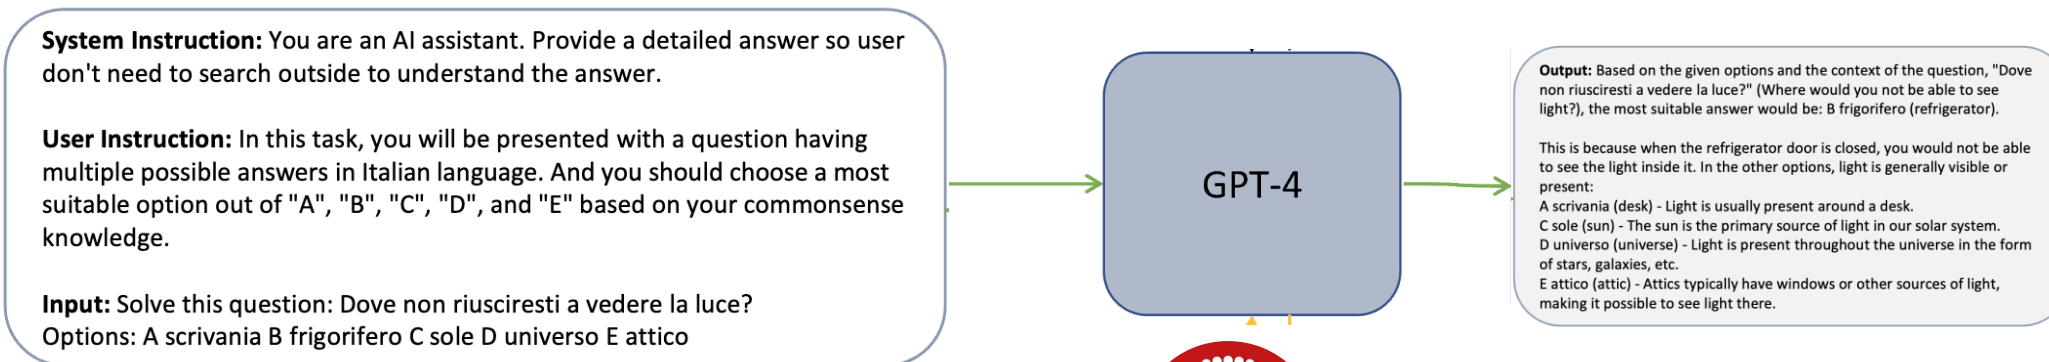 System Instruction: You are an AI assistant. Provide a detailed answer so user
don't need to search outside to understand the answer.
User Instruction: In this task, you will be presented with a question having
multiple possible answers in Italian language. And you should choose a most
suitable option out of "A", "B", "C", "D", and "E" based on your commonsense
knowledge.
Input: Solve this question: Dove non riusciresti a vedere la luce?
Options: A scrivania B frigorifero C sole D universo E attico
GPT-4
Output: Based on the given options and the context of the question, "Dove
non riusciresti a vedere la luce?" (Where would you not be able to see
light?), the most suitable answer would be: B frigorifero (refrigerator).
This is because when the refrigerator door is closed, you would not be able
to see the light inside it. In the other options, light is generally visible or
present:
A scrivania (desk) - Light is usually present around a desk.
C sole (sun) - The sun is the primary source of light in our solar system.
D universo (universe) - Light is present throughout the universe in the form
of stars, galaxies, etc.
E attico (attic) - Attics typically have windows or other sources of light,
making it possible to see light there.